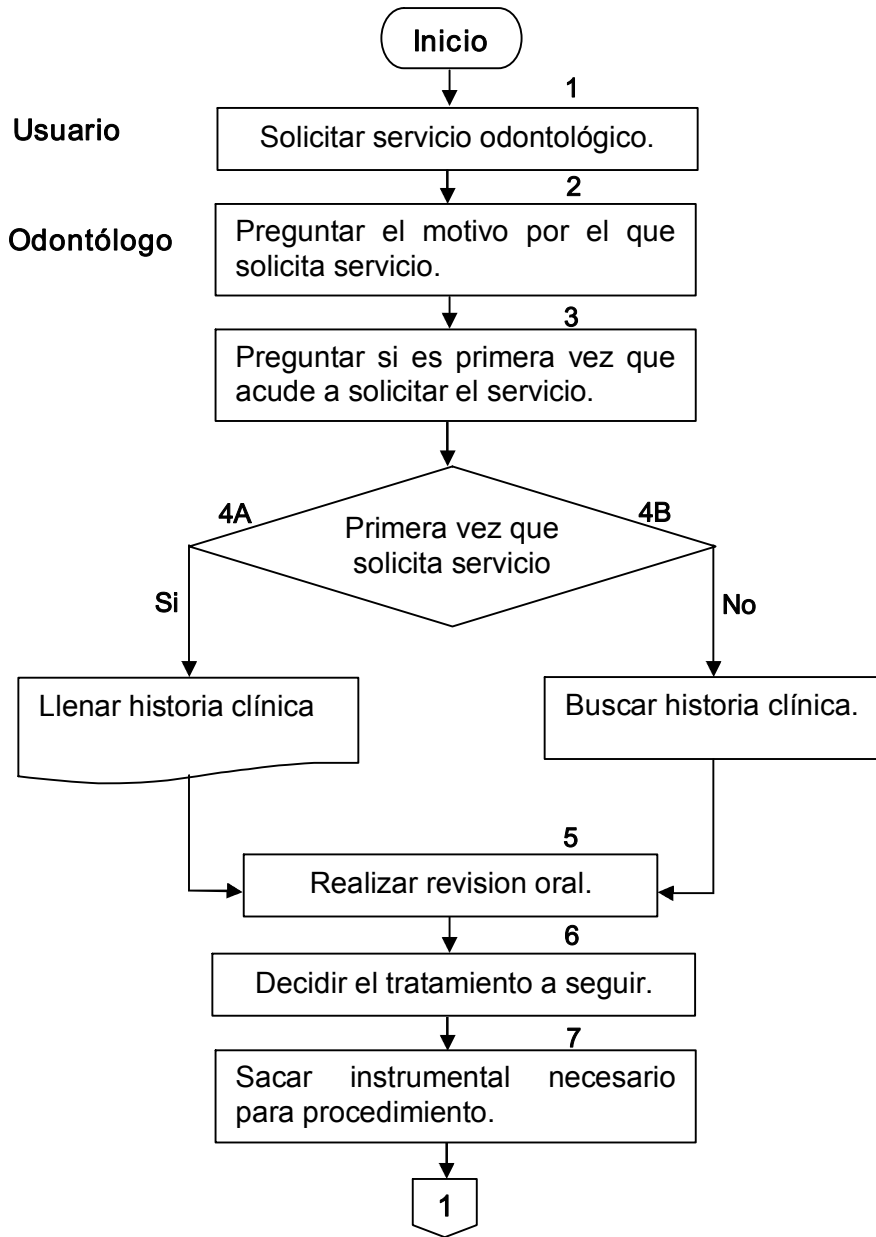 Inicio
1
Usuario
Solicitar servicio odontológico.
2
Odontólogo
Preguntar el motivo por el que
solicita servicio.
3
Preguntar si es primera vez que
acude a solicitar el servicio.
4A
4B
Primera vez que
solicita servicio
Si
No
Llenar historia clínica
Buscar historia clínica.
5
Realizar revision oral.
6
Decidir el tratamiento a seguir.
7
Sacar instrumental necesario
para procedimiento.
1